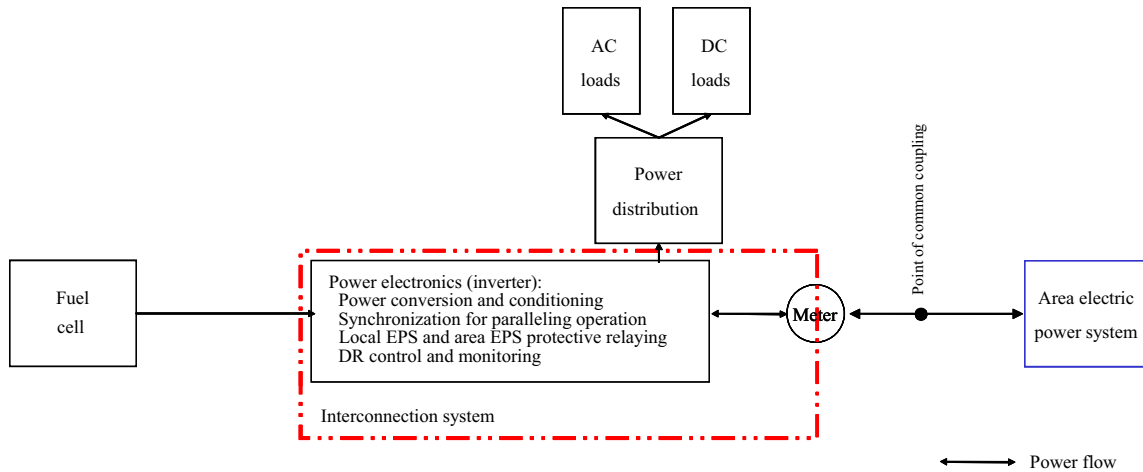 AC
loads
DC
loads
Power
distribution
Point of common coupling
Fuel
cell
Power electronics (inverter):
Power conversion and conditioning
Synchronization for paralleling operation
Local EPS and area EPS protective relaying
DR control and monitoring
Meter
Area electric
power system
Interconnection system
Power flow